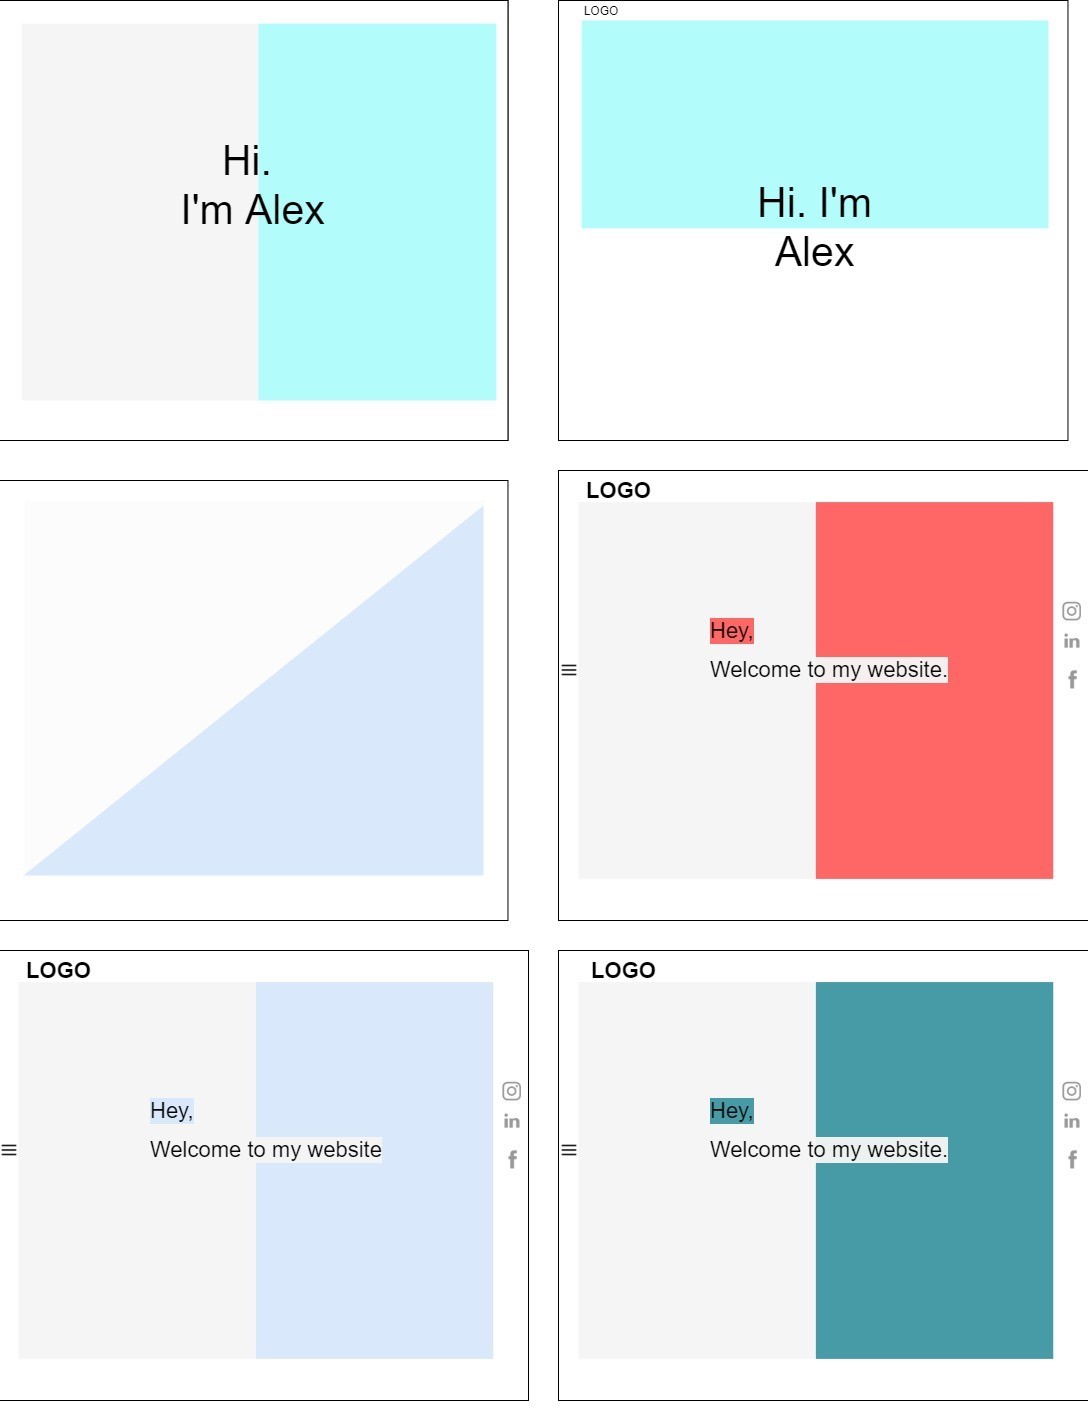 Hi.
I'm Alex
LOGO
Hi. I'm
Alex
LOGO
Hey,
Welcome to my website.
in
f
LOGO
Hey,
Welcome to my website
in
f
LOGO
Hey,
Welcome to my website.
in
f